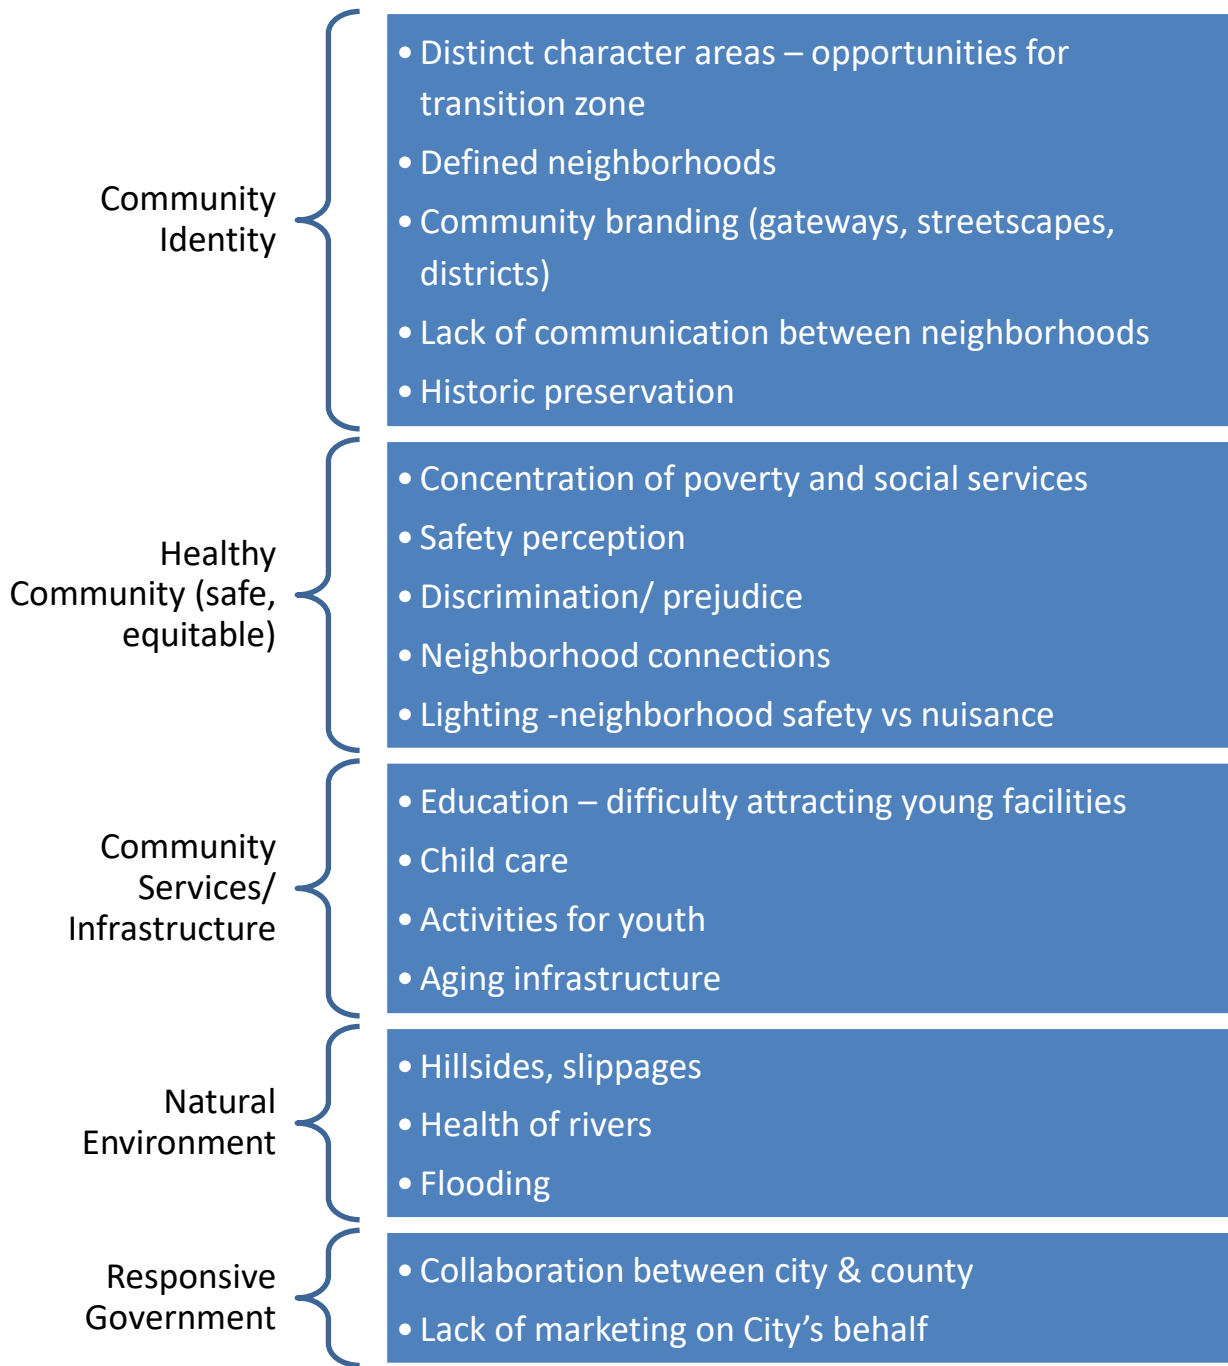 Community
Identity
• Distinct character areas – opportunities for
transition zone
• Defined neighborhoods
• Community branding (gateways, streetscapes,
districts)
• Lack of communication between neighborhoods
• Historic preservation
Healthy
Community (safe,
equitable)
• Concentration of poverty and social services
• Safety perception
• Discrimination/ prejudice
• Neighborhood connections
• Lighting -neighborhood safety vs nuisance
Community
Services/
Infrastructure
• Education – difficulty attracting young facilities
• Child care
• Activities for youth
• Aging infrastructure
Natural
Environment
• Hillsides, slippages
• Health of rivers
• Flooding
Responsive
Government
• Collaboration between city & county
• Lack of marketing on City’s behalf